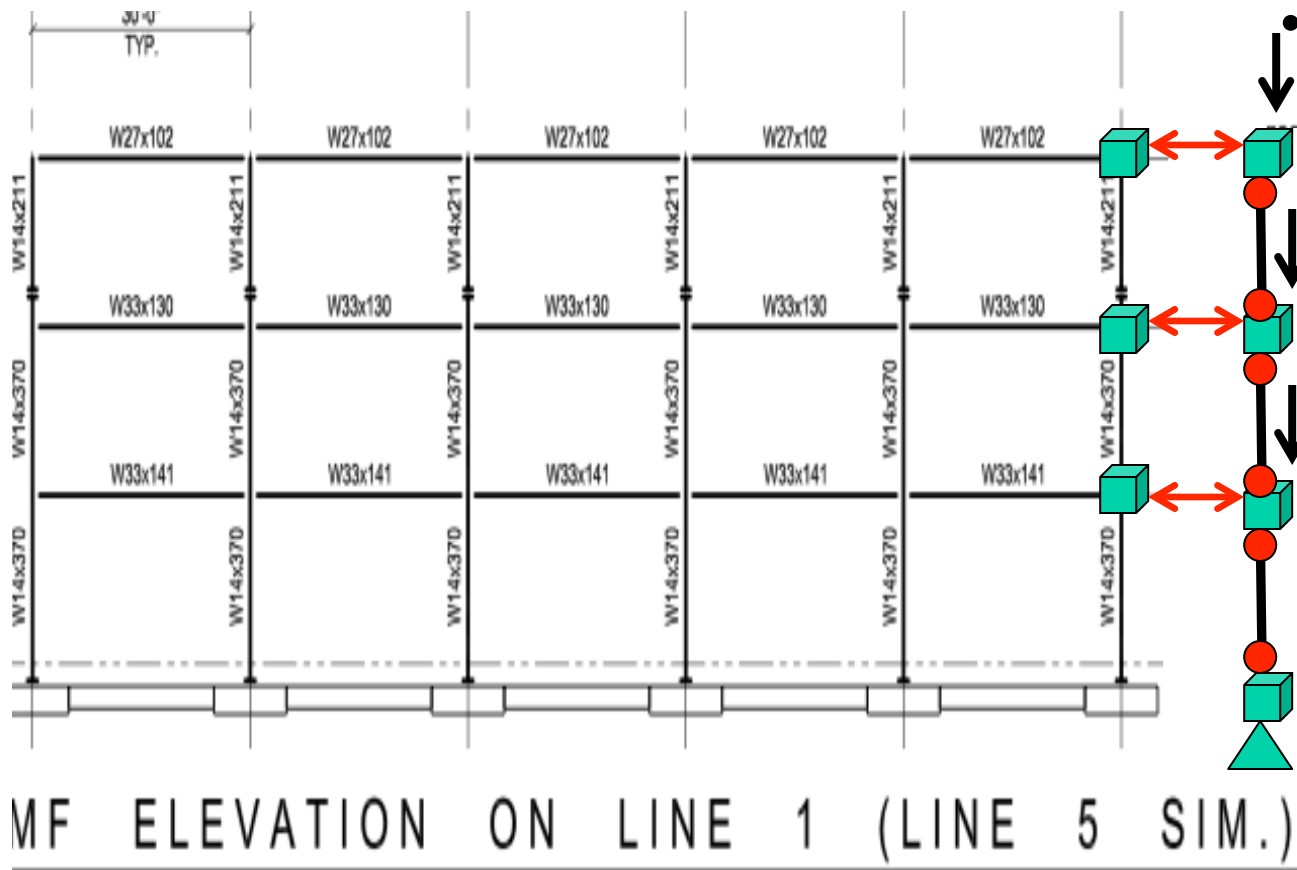 30'-0"
TYP.
W27x102 W27x102 W27x102 W27x102 W27x102
W14x211 W14x211 W14x211 W14x211 W14x211 W14x211
W33x130 W33x130 W33x130 W33x130 W33x130
W14x370 W14x370 W14x370 W14x370 W14x370
W33x141 W33x141 W33x141 W33x141 W33x141
W14x370 W14x370 W14x370 W14x370 W14x370 W14x370
MF ELEVATION ON LINE 1 (LINE 5 SIM.)